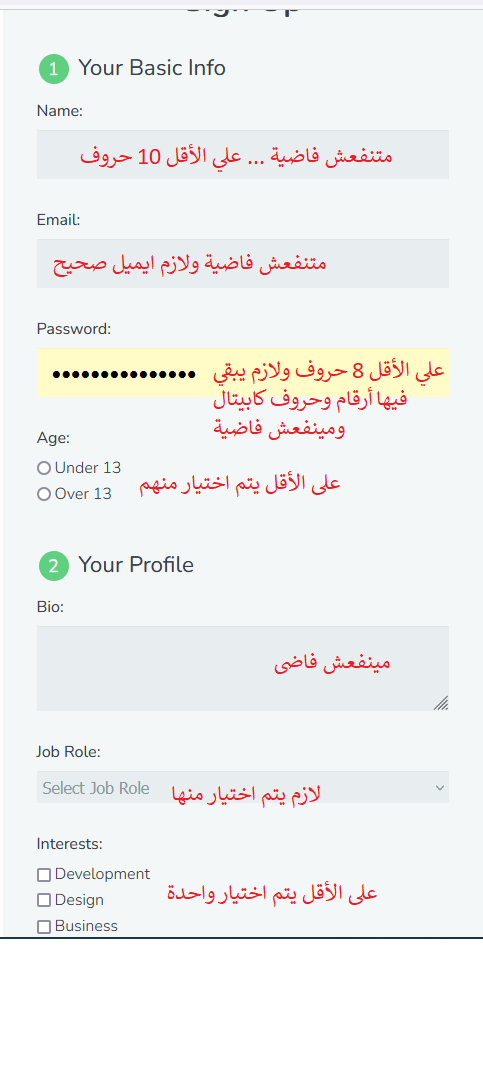 Sign Up
1 Your Basic Info
Name:
متنفعش فاضية ... علي الأقل 10 حروف
Email:
متنفعش فاضية ولازم ايميل صحيح
Password:
علي الأقل 8 حروف ولازم يبقي
فيها أرقام وحروف كابيتال
ومينفعش فاضية
Age:
Under 13
Over 13
على الأقل يتم اختيار منهم
2 Your Profile
Bio:
مينفعش فاضى
Job Role:
Select Job Role
لازم يتم اختيار منها
Interests:
Development
Design
على الأقل يتم اختيار واحدة
Business